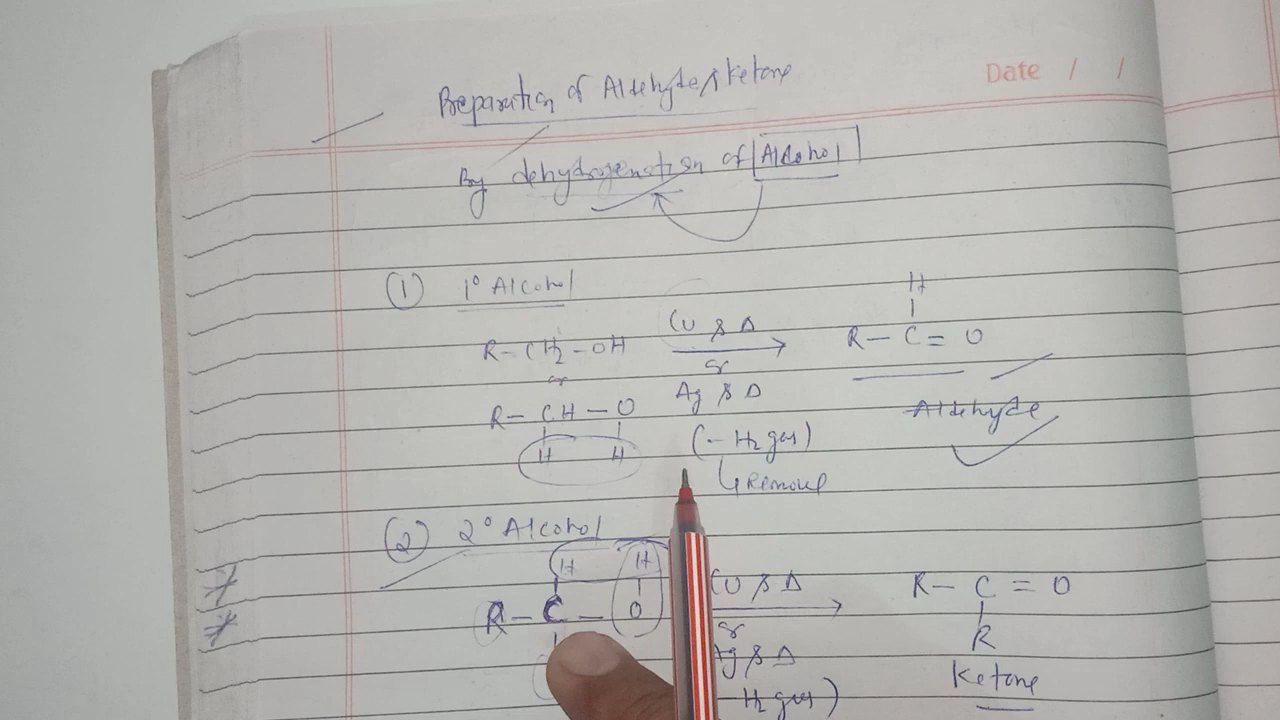 Date / /
Preparation of Aldehyde & Ketone
By dehydrogenation of Alcohol
(1) 1° Alcohol
R - CH2 - OH
or
R - CH - O
H H
Cu & Δ
or
Ag & Δ
(- H2 gas)
↳ Remove
H
R - C = O
Aldehyde
(2) 2° Alcohol
H H
R - C - O
Cu & Δ
or
Ag & Δ
H2 gas)
R - C = O
R
Ketone